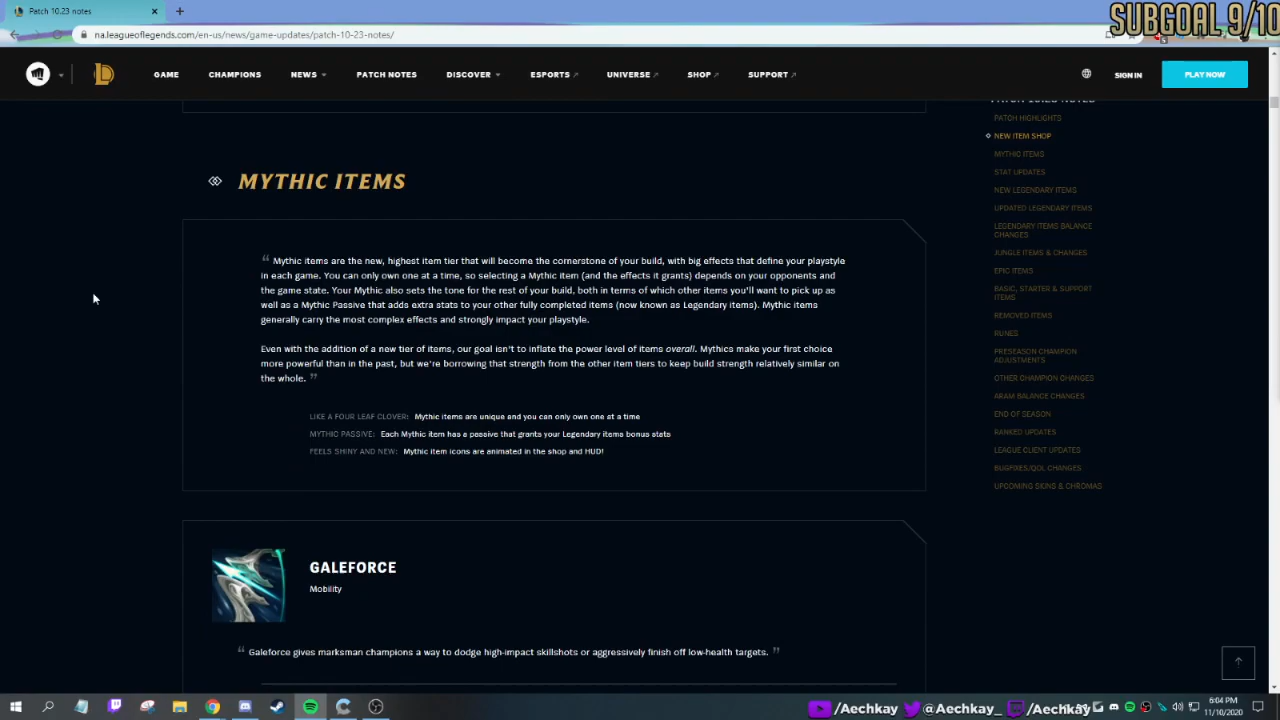 Patch 10.23 notes
SUBGOAL 9/10
na.leagueoflegends.com/en-us/news/game-updates/patch-10-23-notes/
GAME CHAMPIONS NEWS PATCH NOTES DISCOVER ESPORTS UNIVERSE SHOP SUPPORT SIGN IN PLAY NOW
PATCH 10.23 NOTES
PATCH HIGHLIGHTS
NEW ITEM SHOP
MYTHIC ITEMS
STAT UPDATES
NEW LEGENDARY ITEMS
UPDATED LEGENDARY ITEMS
LEGENDARY ITEMS BALANCE
CHANGES
JUNGLE ITEMS & CHANGES
EPIC ITEMS
BASIC, STARTER & SUPPORT
ITEMS
REMOVED ITEMS
RUNES
PRESEASON CHAMPION
ADJUSTMENTS
OTHER CHAMPION CHANGES
ARAM BALANCE CHANGES
END OF SEASON
RANKED UPDATES
LEAGUE CLIENT UPDATES
BUGFIXES/QOL CHANGES
UPCOMING SKINS & CHROMAS
MYTHIC ITEMS
“ Mythic items are the new, highest item tier that will become the cornerstone of your build, with big effects that define your playstyle
in each game. You can only own one at a time, so selecting a Mythic item (and the effects it grants) depends on your opponents and
the game state. Your Mythic also sets the tone for the rest of your build, both in terms of which other items you'll want to pick up as
well as a Mythic Passive that adds extra stats to your other fully completed items (now known as Legendary items). Mythic items
generally carry the most complex effects and strongly impact your playstyle.
Even with the addition of a new tier of items, our goal isn't to inflate the power level of items overall. Mythics make your first choice
more powerful than in the past, but we're borrowing that strength from the other item tiers to keep build strength relatively similar on
the whole. ”
LIKE A FOUR LEAF CLOVER: Mythic items are unique and you can only own one at a time
MYTHIC PASSIVE: Each Mythic item has a passive that grants your Legendary items bonus stats
FEELS SHINY AND NEW: Mythic item icons are animated in the shop and HUD!
GALEFORCE
Mobility
“ Galeforce gives marksman champions a way to dodge high-impact skillshots or aggressively finish off low-health targets. ”
/Aechkay @Aechkay_ /Aechkay
6:04 PM
11/10/2020